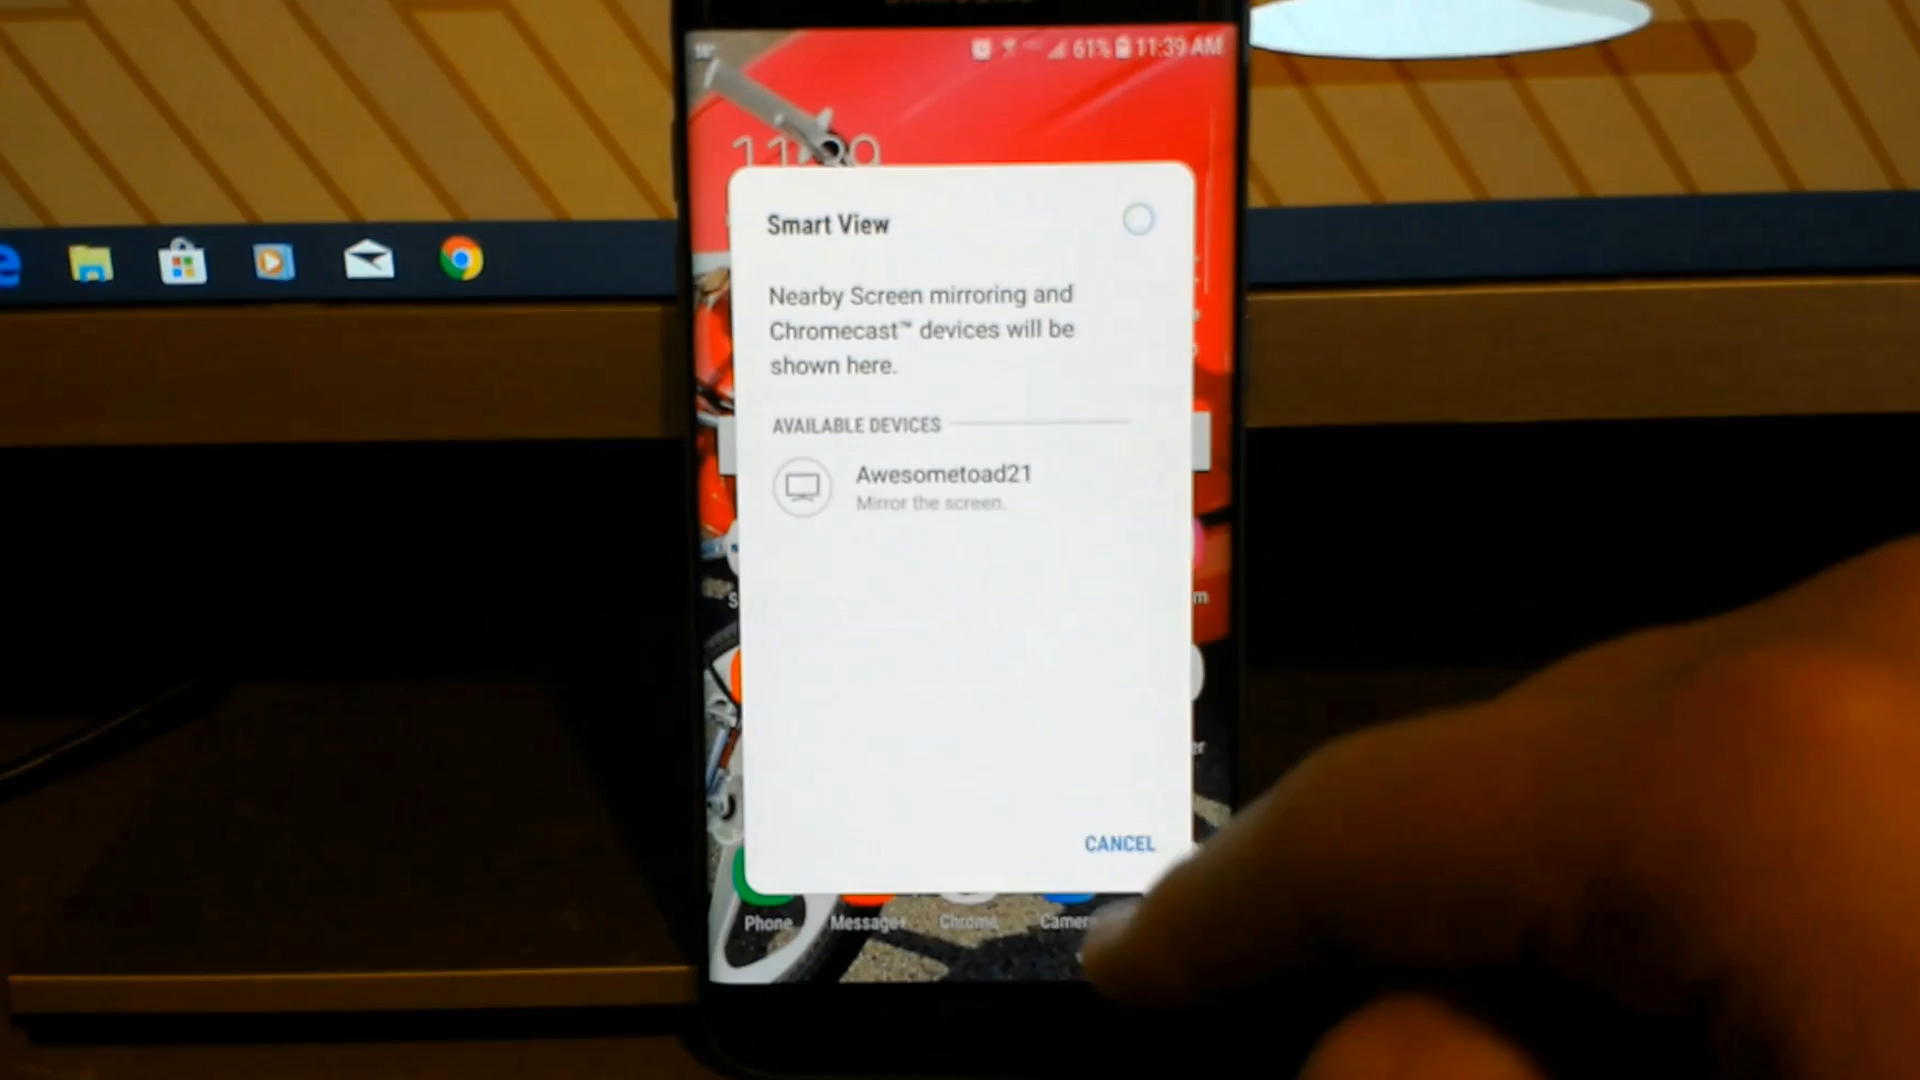 61% 11:39 AM
Smart View
Nearby Screen mirroring and
Chromecast™ devices will be
shown here.
AVAILABLE DEVICES
Awesometoad21
Mirror the screen.
CANCEL
Phone Messages Chrome Camera